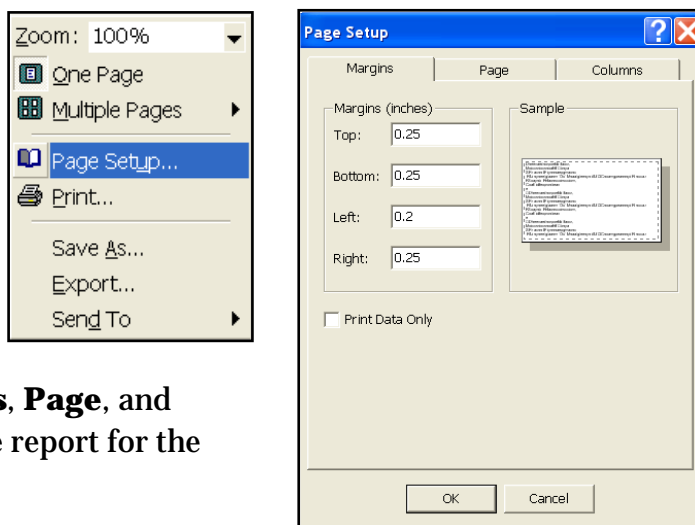 Zoom: 100%
One Page
Multiple Pages
Page Setup...
Print...
Save As...
Export...
Send To
Page Setup
Margins
Page
Columns
Margins (inches)
Top: 0.25
Bottom: 0.25
Left: 0.2
Right: 0.25
Sample
Print Data Only
OK
Cancel
s, Page, and
e report for the